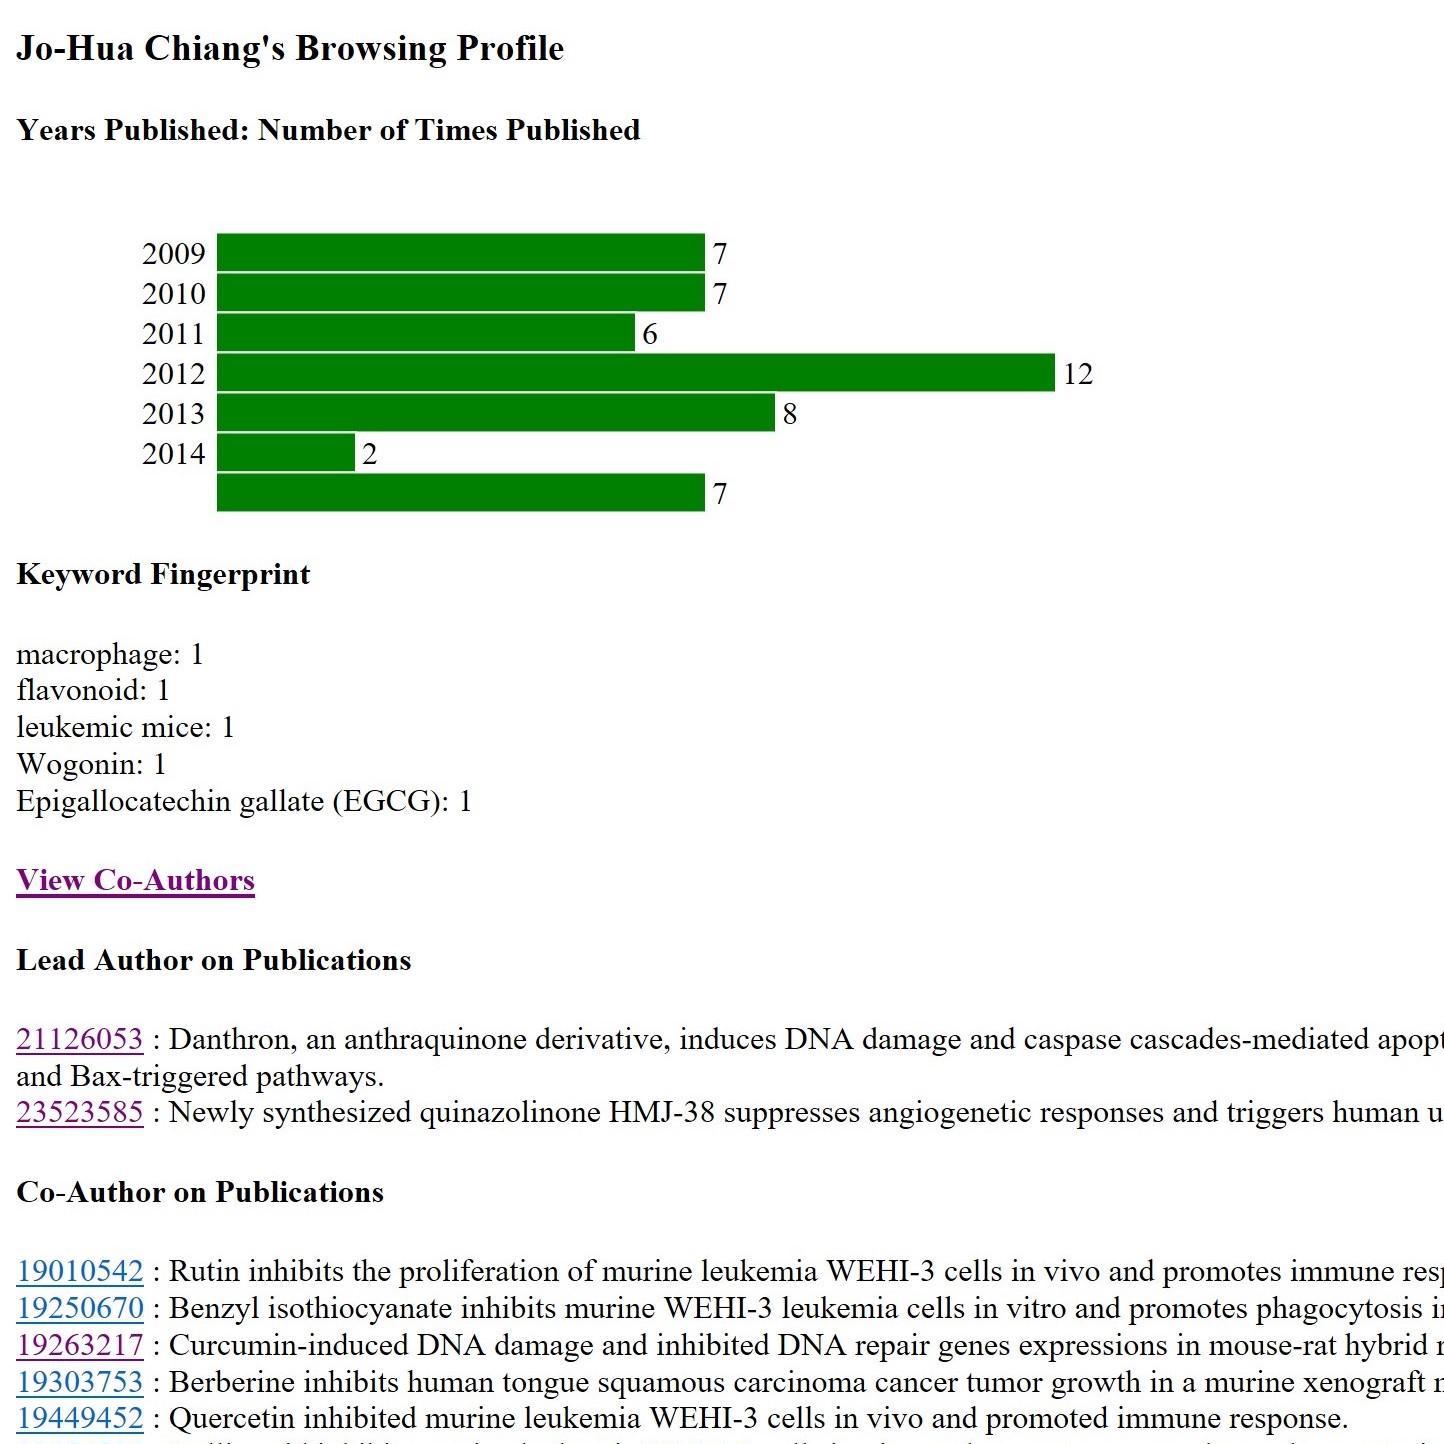 Jo-Hua Chiang's Browsing Profile
Years Published: Number of Times Published
2009 7
2010 7
2011 6
2012 12
2013 8
2014 2
7
Keyword Fingerprint
macrophage: 1
flavonoid: 1
leukemic mice: 1
Wogonin: 1
Epigallocatechin gallate (EGCG): 1
View Co-Authors
Lead Author on Publications
21126053 : Danthron, an anthraquinone derivative, induces DNA damage and caspase cascades-mediated apopt
and Bax-triggered pathways.
23523585 : Newly synthesized quinazolinone HMJ-38 suppresses angiogenetic responses and triggers human u
Co-Author on Publications
19010542 : Rutin inhibits the proliferation of murine leukemia WEHI-3 cells in vivo and promotes immune resp
19250670 : Benzyl isothiocyanate inhibits murine WEHI-3 leukemia cells in vitro and promotes phagocytosis in
19263217 : Curcumin-induced DNA damage and inhibited DNA repair genes expressions in mouse-rat hybrid
19303753 : Berberine inhibits human tongue squamous carcinoma cancer tumor growth in a murine xenograft
19449452 : Quercetin inhibited murine leukemia WEHI-3 cells in vivo and promoted immune response.